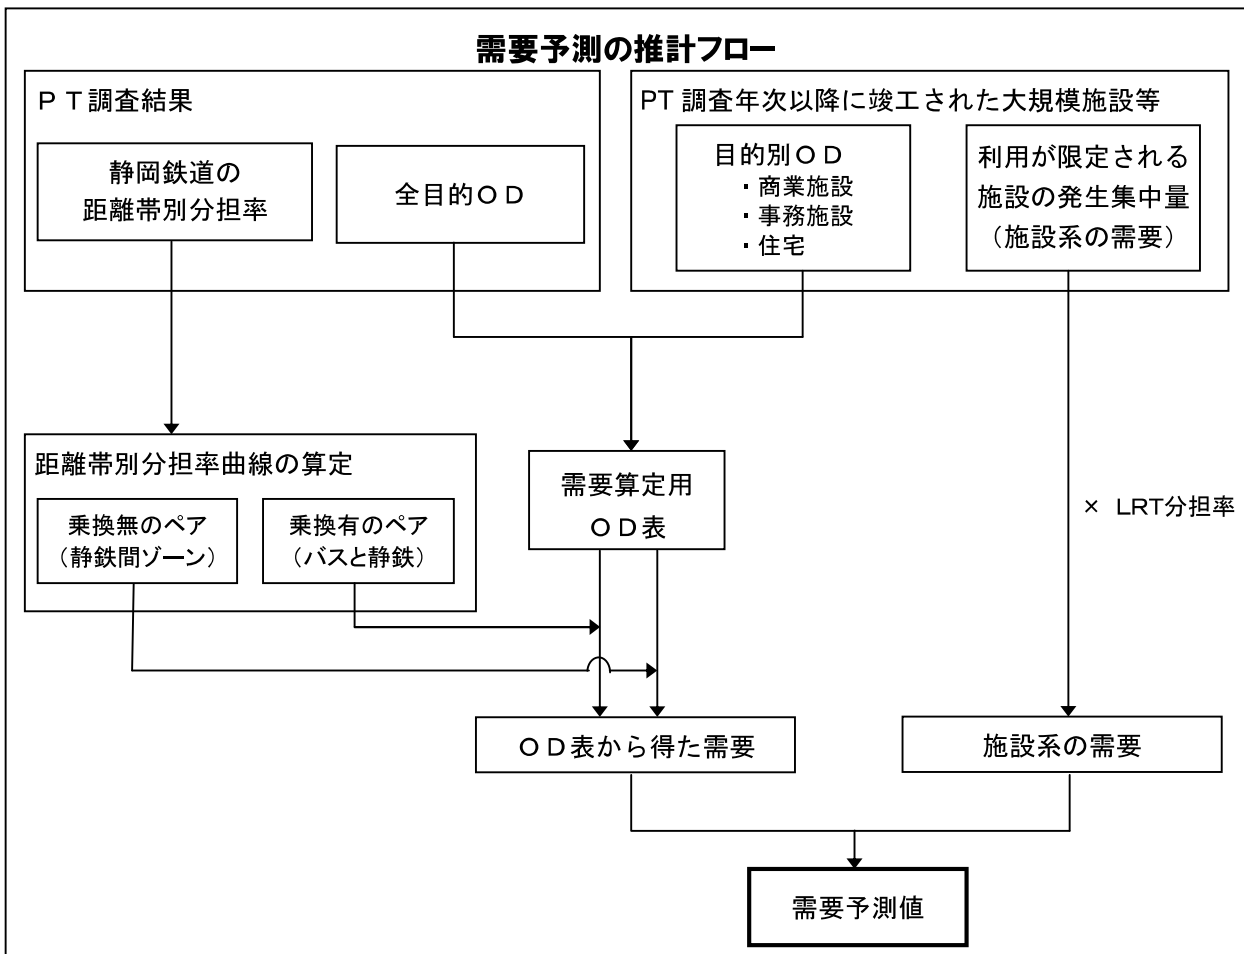 需要予測の推計フロー
ＰＴ調査結果
静岡鉄道の
距離帯別分担率
全目的ＯＤ
PT調査年次以降に竣工された大規模施設等
目的別ＯＤ
・商業施設
・事務施設
・住宅
利用が限定される
施設の発生集中量
（施設系の需要）
距離帯別分担率曲線の算定
乗換無のペア
（静鉄間ゾーン）
乗換有のペア
（バスと静鉄）
需要算定用
ＯＤ表
× LRT分担率
ＯＤ表から得た需要
施設系の需要
需要予測値